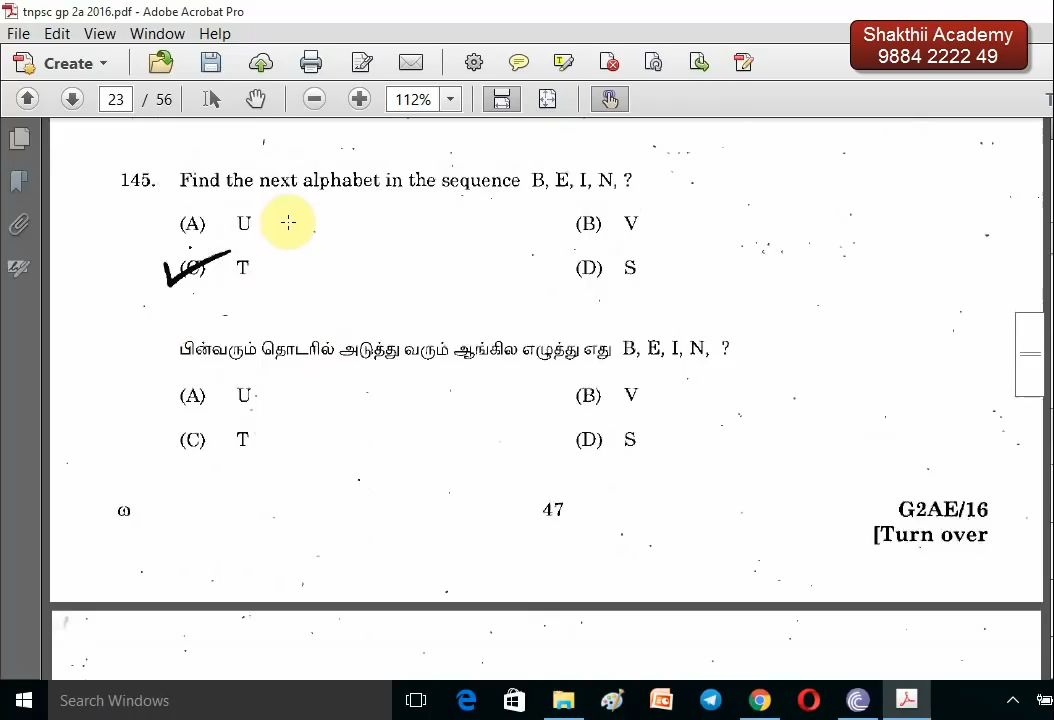 tnpsc gp 2a 2016.pdf - Adobe Acrobat Pro
File Edit View Window Help
Shakthii Academy
9884 2222 49
Create
23 / 56 112%
145. Find the next alphabet in the sequence B, E, I, N, ?
(A) U (B) V
(C) T (D) S
பின்வரும் தொடரில் அடுத்து வரும் ஆங்கில எழுத்து எது B, E, I, N, ?
(A) U (B) V
(C) T (D) S
ω 47 G2AE/16
[Turn over
Search Windows